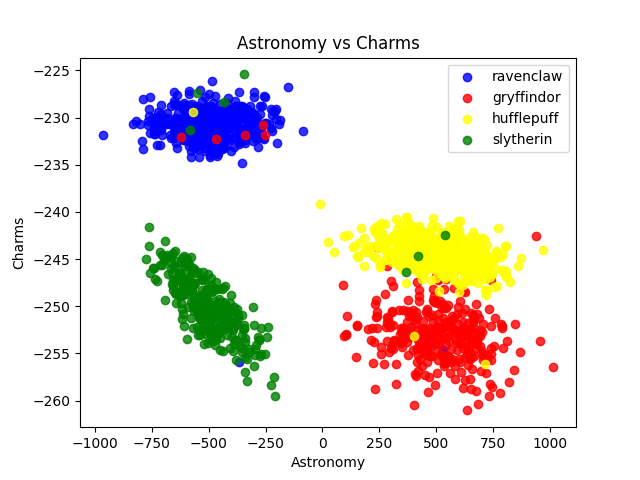 Astronomy vs Charms
ravenclaw
gryffindor
hufflepuff
slytherin
Charms
−225
−230
−235
−240
−245
−250
−255
−260
−1000 −750 −500 −250 0 250 500 750 1000
Astronomy